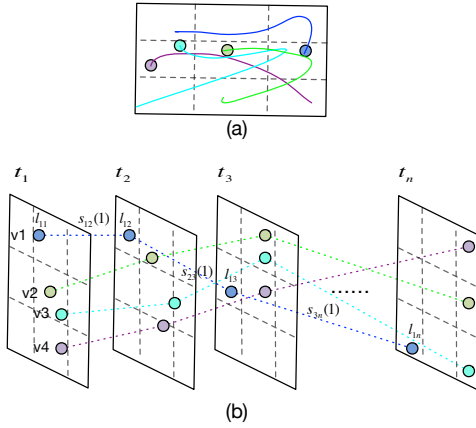 (a)
t1 t2 t3 tn
v1 l11 s12(1) l12
v2 s23(1) l13
v3 ...... s3n(1)
v4 l1n
(b)